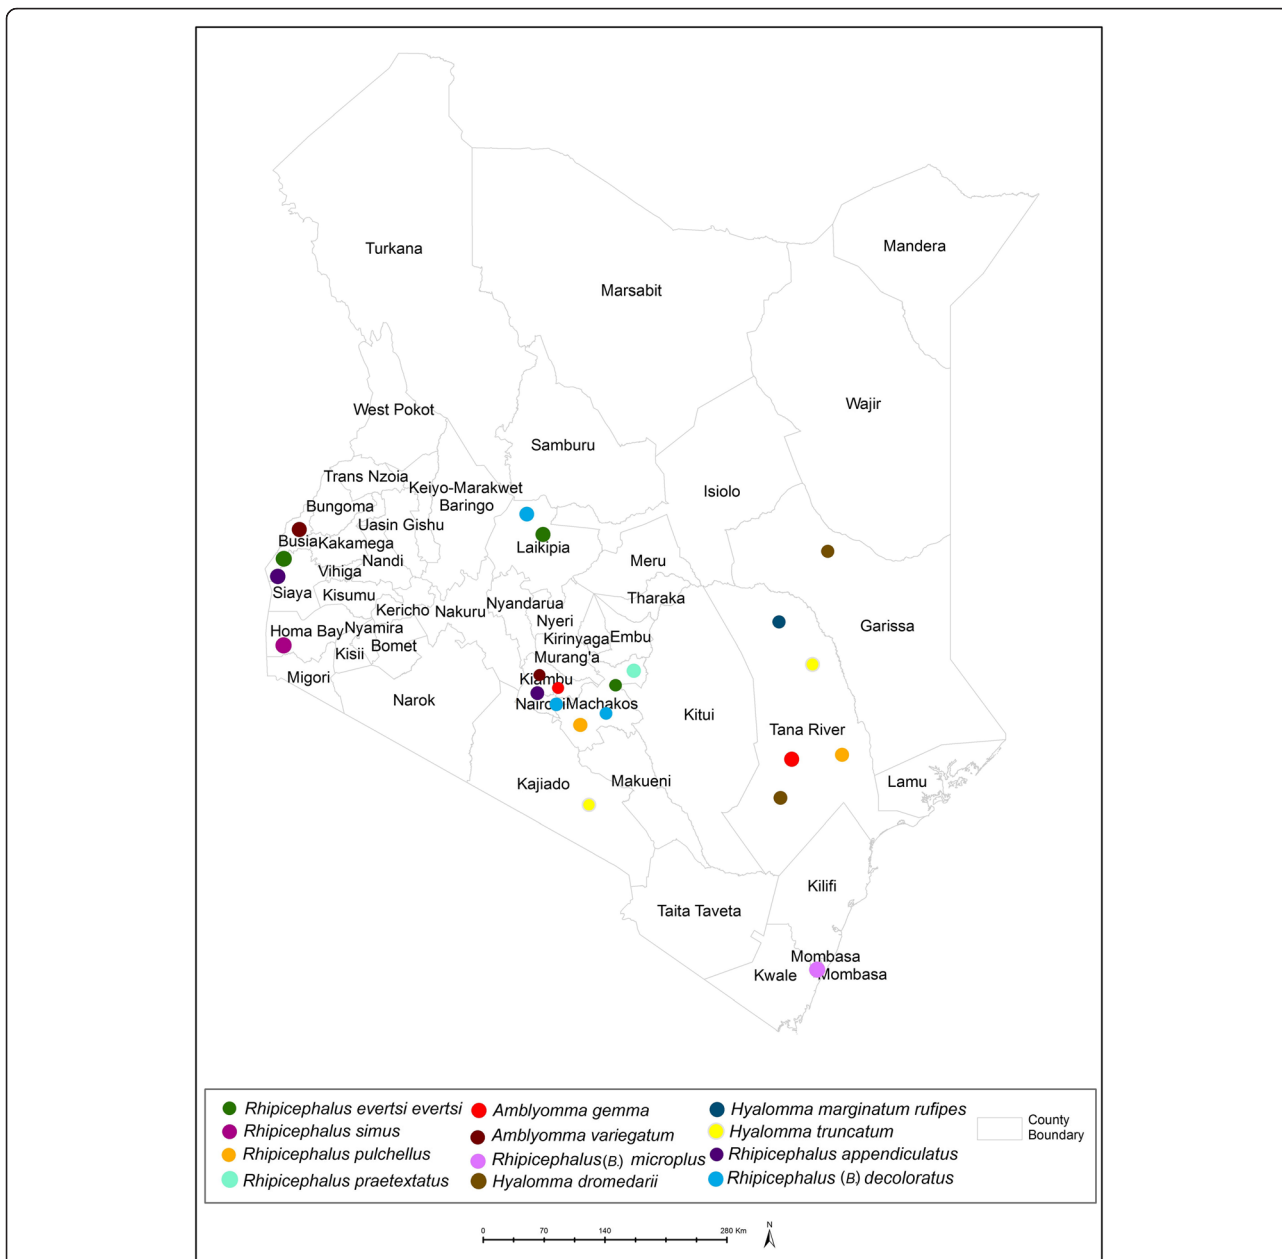 Turkana
Mandera
Marsabit
Wajir
West Pokot
Samburu
Trans Nzoia
Keiyo-Marakwet
Isiolo
Bungoma
Baringo
Uasin Gishu
Busia
Kakamega
Laikipia
Nandi
Meru
Vihiga
Siaya
Kisumu
Tharaka
Kericho
Nakuru
Nyandarua
Nyeri
Garissa
Homa Bay
Nyamira
Kirinyaga
Embu
Bomet
Kisii
Murang'a
Migori
Kiambu
Narok
Nairobi
Machakos
Kitui
Tana River
Kajiado
Makueni
Lamu
Kilifi
Taita Taveta
Mombasa
Kwale
Mombasa
Rhipicephalus evertsi evertsi
Rhipicephalus simus
Rhipicephalus pulchellus
Rhipicephalus praetextatus
Amblyomma gemma
Amblyomma variegatum
Rhipicephalus (B.) microplus
Hyalomma dromedarii
Hyalomma marginatum rufipes
Hyalomma truncatum
Rhipicephalus appendiculatus
Rhipicephalus (B) decoloratus
County
Boundary
0 70 140 280 Km
N